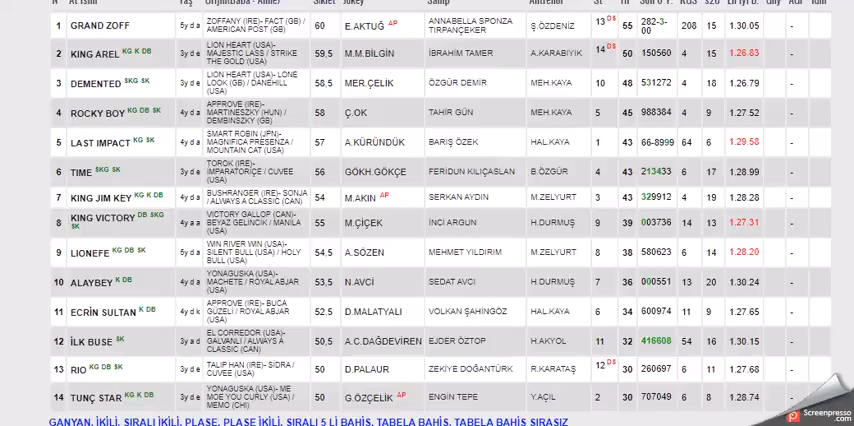 N At İsmi Yaş Orijin(Baba - Anne) Sıklet Jokey Sahip Antrenör St HP Son 6 Y. KGS s20 En İyi D. Gny AGF İdm
1 GRAND ZOFF 5y d a ZOFFANY (IRE)- FACT (GB) / AMERICAN POST (GB) 60 E.AKTUĞ AP ANNABELLA SPONZA TIRPANÇEKER Ş.ÖZDENİZ 13 DS 55 282-3-00 208 15 1.30.05 -
2 KING AREL KG K DB 3y d e LION HEART (USA)- MAJESTIC LASS / STRIKE THE GOLD (USA) 59,5 M.M.BİLGİN İBRAHİM TAMER A.KARABIYIK 14 DS 50 150560 4 15 1.26.83 -
3 DEMENTED SKG SK 3y d e LION HEART (USA)- LONE LOOK (GB) / DANEHILL (USA) 58,5 MER.ÇELİK ÖZGÜR DEMİR MEH.KAYA 10 48 531272 4 18 1.26.79 -
4 ROCKY BOY KG DB SK 4y d a APPROVE (IRE)- MARTINESZKY (HUN) / DEMBINSZKY (GB) 58 Ç.OK TAHİR GÜN MEH.KAYA 5 45 988384 4 9 1.27.52 -
5 LAST IMPACT KG SK 4y d a SMART ROBIN (JPN)- MAGNIFICA PRESENZA / MOUNTAIN CAT (USA) 57 A.KÜRÜNDÜK BARIŞ ÖZEK HAL.KAYA 1 43 66-8999 64 6 1.29.58 -
6 TIME SKG SK 3y d e TOROK (IRE)- İMPARATORİÇE / CUVEE (USA) 56 GÖKH.GÖKÇE FERİDUN KILIÇASLAN B.ÖZGÜR 4 43 213433 6 17 1.28.99 -
7 KING JIM KEY KG K DB 4y d a BUSHRANGER (IRE)- SONJA / ALWAYS A CLASSIC (CAN) 54 M.AKIN AP SERKAN AYDIN M.ZELYURT 3 43 329912 4 19 1.28.28 -
8 KING VICTORY DB SKG SK 4y a a VICTORY GALLOP (CAN)- BEYAZ GELİNCİK / MANILA (USA) 55 M.ÇİÇEK İNCİ ARGUN H.DURMUŞ 9 39 003736 14 13 1.27.31 -
9 LIONEFE KG DB SK 5y d a WIN RIVER WIN (USA)- SILENT BULL (USA) / HOLY BULL (USA) 54,5 A.SÖZEN MEHMET YILDIRIM M.ZELYURT 8 38 580623 6 15 1.28.20 -
10 ALAYBEY K DB 4y d a YONAGUSKA (USA)- MACHETE / ROYAL ABJAR (USA) 53,5 N.AVCİ SEDAT AVCI H.DURMUŞ 7 36 000551 13 20 1.30.24 -
11 ECRİN SULTAN K DB 4y d k APPROVE (IRE)- BUCA GÜZELİ / ROYAL ABJAR (USA) 52,5 D.MALATYALI VOLKAN ŞAHİNGÖZ HAL.KAYA 6 34 600974 11 9 1.27.65 -
12 İLK BUSE SK 3y a d EL CORREDOR (USA)- GALVANLI / ALWAYS A CLASSIC (CAN) 50,5 A.C.DAĞDEVİREN EJDER ÖZTOP H.AKYOL 11 32 416608 54 16 1.30.15 -
13 RIO KG DB SK 3y d e TALIP HAN (IRE)- SİDRA / CUVEE (USA) 50 D.PALAUR ZEKİYE DOĞANTÜRK R.KARATAŞ 12 DS 30 260697 6 11 1.28.68 -
14 TUNÇ STAR KG K DB 3y d e YONAGUSKA (USA)- ME MOE YOU CURLY (USA) / MEMO (CHI) 50 G.ÖZÇELİK AP ENGİN TEPE Y.AÇIL 2 30 707049 6 8 1.28.74 -
GANYAN, İKİLİ, SIRALI İKİLİ, PLASE, PLASE İKİLİ, SIRALI 5 Lİ BAHİS, TABELA BAHİS, TABELA BAHİS SIRASIZ
Screenpresso
.com